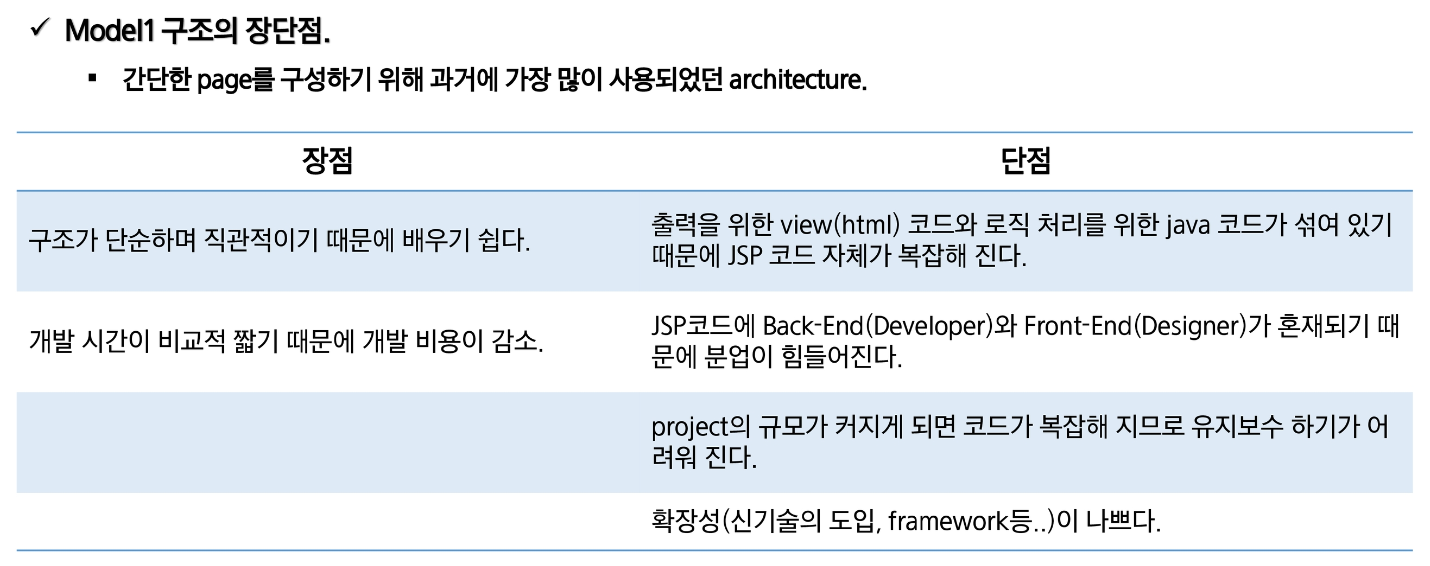 ✓ Model1 구조의 장단점.
▪ 간단한 page를 구성하기 위해 과거에 가장 많이 사용되었던 architecture.
장점
단점
구조가 단순하며 직관적이기 때문에 배우기 쉽다.
출력을 위한 view(html) 코드와 로직 처리를 위한 java 코드가 섞여 있기
때문에 JSP 코드 자체가 복잡해 진다.
개발 시간이 비교적 짧기 때문에 개발 비용이 감소.
JSP코드에 Back-End(Developer)와 Front-End(Designer)가 혼재되기 때
문에 분업이 힘들어진다.
project의 규모가 커지게 되면 코드가 복잡해 지므로 유지보수 하기가 어
려워 진다.
확장성(신기술의 도입, framework등..)이 나쁘다.